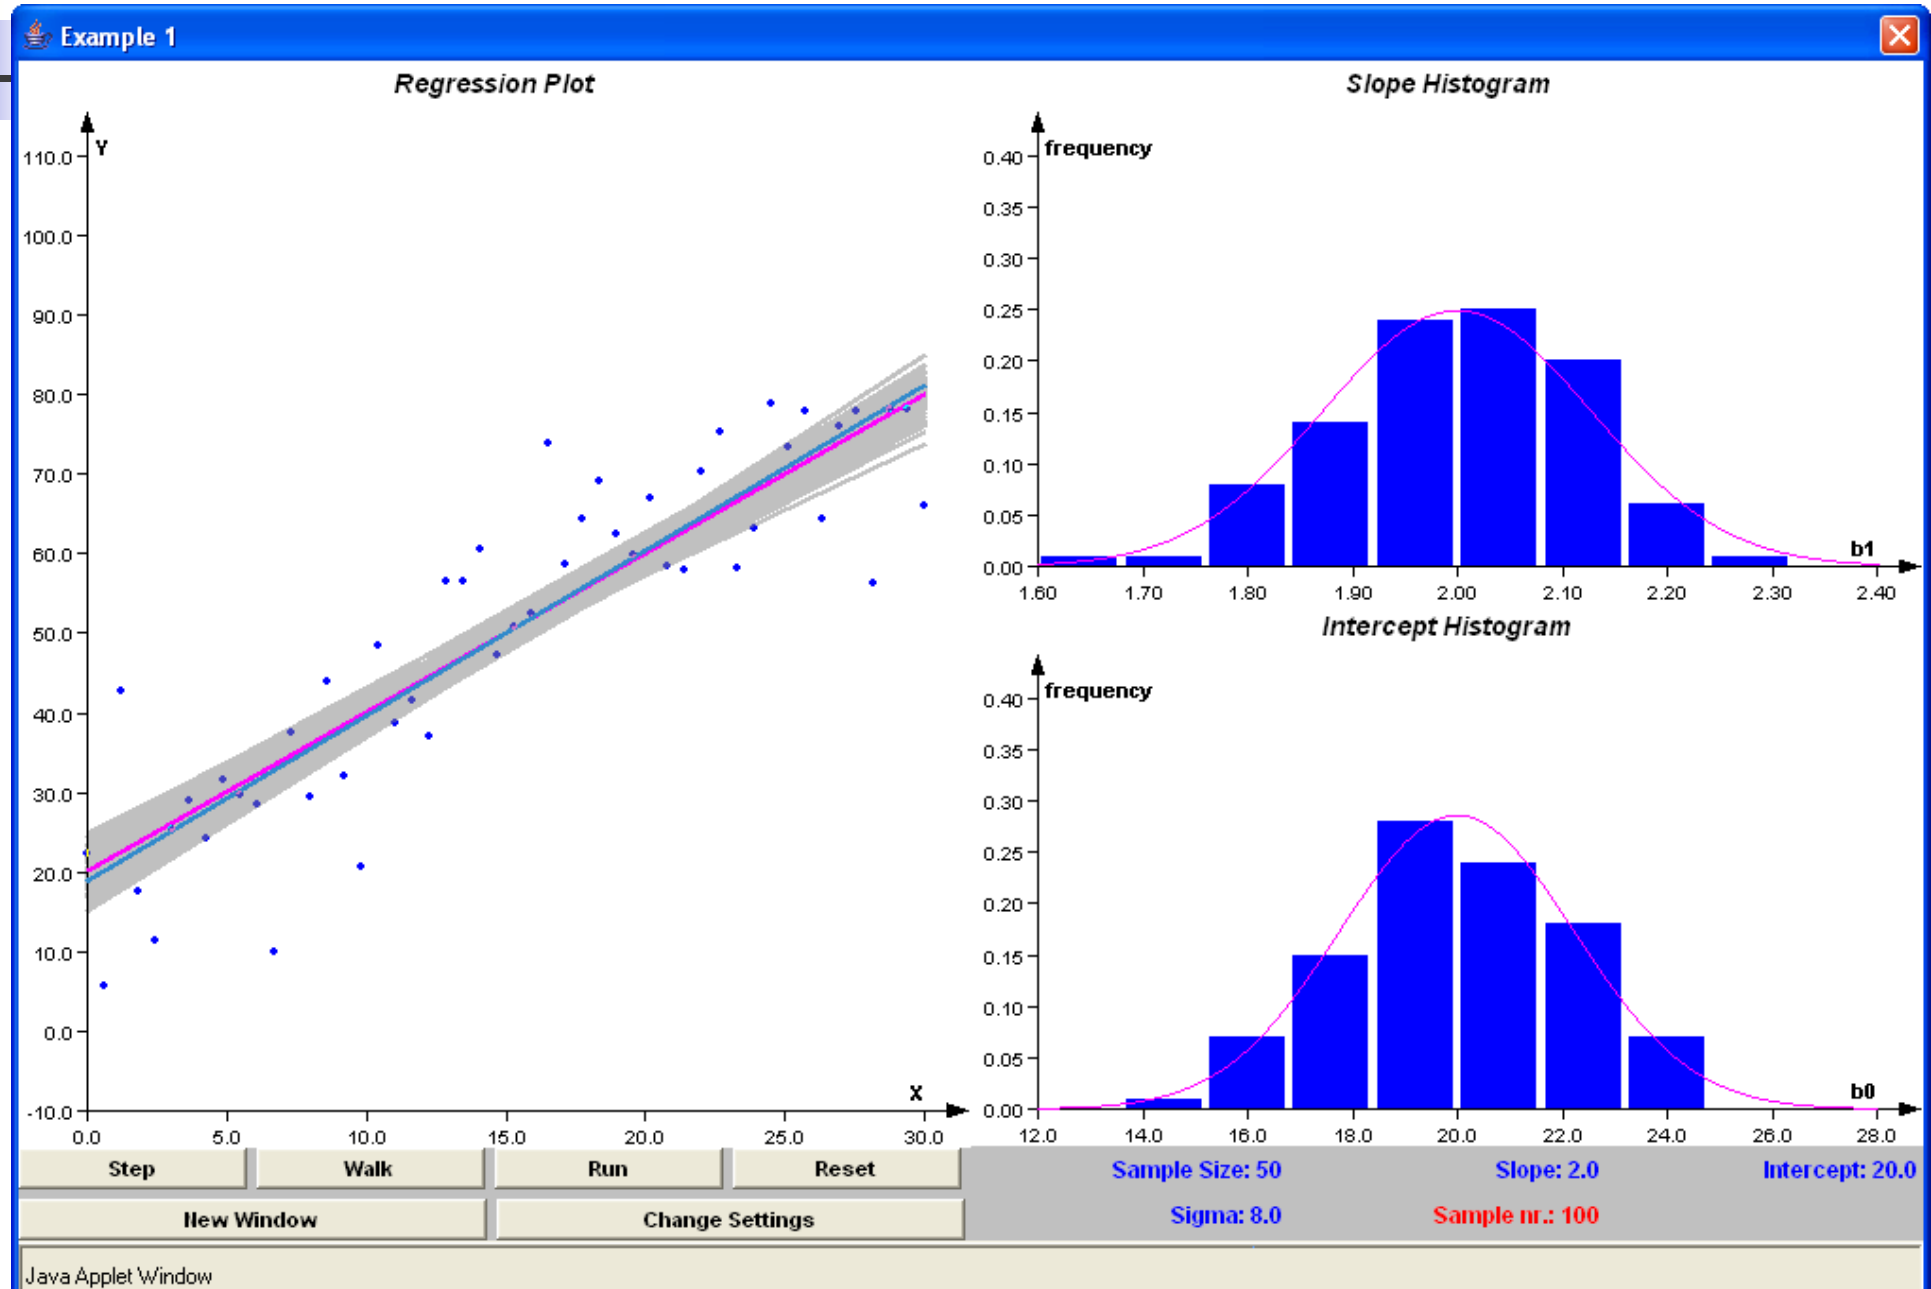 Example 1
Regression Plot
Y
110.0
100.0
90.0
80.0
70.0
60.0
50.0
40.0
30.0
20.0
10.0
0.0
-10.0
X
0.0 5.0 10.0 15.0 20.0 25.0 30.0
Slope Histogram
frequency
0.40
0.35
0.30
0.25
0.20
0.15
0.10
0.05
0.00
b1
1.60 1.70 1.80 1.90 2.00 2.10 2.20 2.30 2.40
Intercept Histogram
frequency
0.40
0.35
0.30
0.25
0.20
0.15
0.10
0.05
0.00
b0
12.0 14.0 16.0 18.0 20.0 22.0 24.0 26.0 28.0
Step Walk Run Reset
New Window Change Settings
Sample Size: 50 Slope: 2.0 Intercept: 20.0
Sigma: 8.0 Sample nr.: 100
Java Applet Window